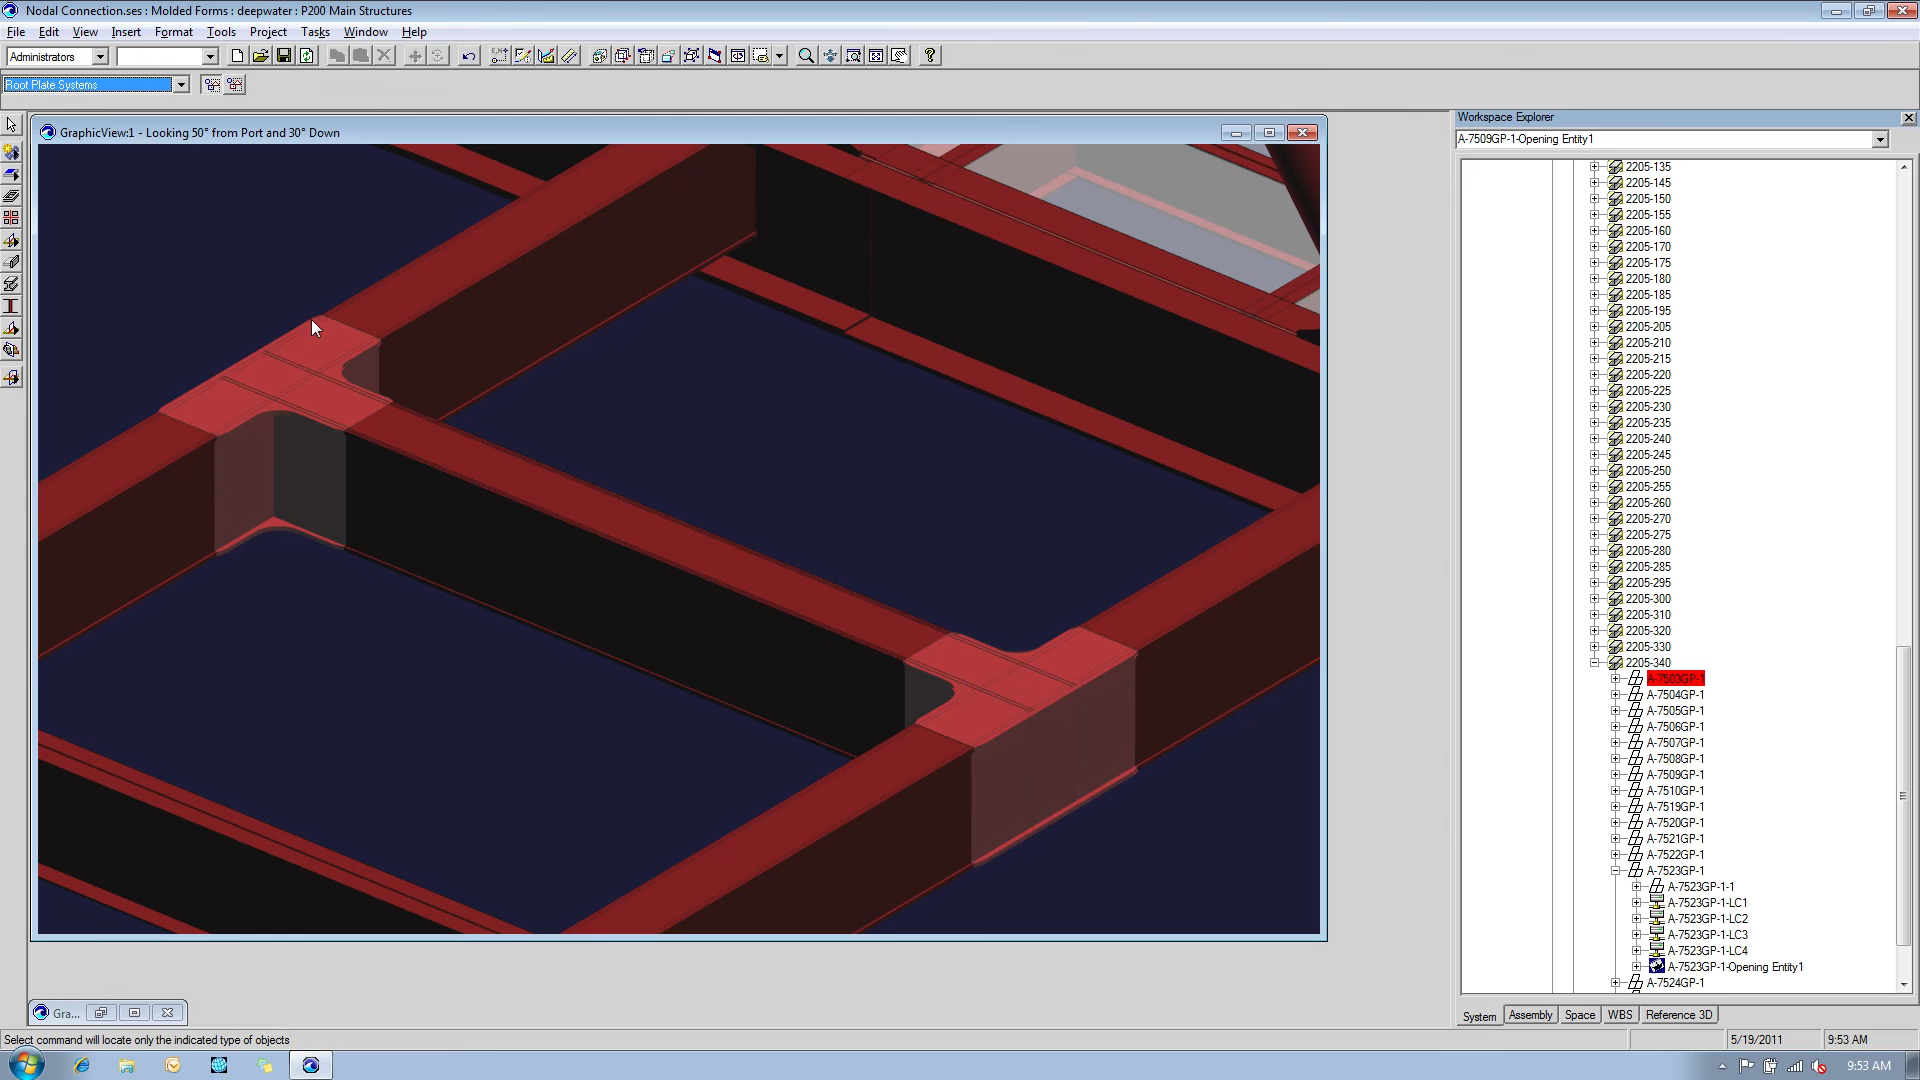 Nodal Connection.ses : Molded Forms : deepwater : P200 Main Structures
File Edit View Insert Format Tools Project Tasks Window Help
Administrators
Root Plate Systems
GraphicView:1 - Looking 50° from Port and 30° Down
Workspace Explorer
A-7509GP-1-Opening Entity1
2205-135
2205-145
2205-150
2205-155
2205-160
2205-170
2205-175
2205-180
2205-185
2205-195
2205-205
2205-210
2205-215
2205-220
2205-225
2205-230
2205-235
2205-240
2205-245
2205-250
2205-255
2205-260
2205-270
2205-275
2205-280
2205-285
2205-295
2205-300
2205-310
2205-320
2205-330
2205-340
A-7503GP-1
A-7504GP-1
A-7505GP-1
A-7506GP-1
A-7507GP-1
A-7508GP-1
A-7509GP-1
A-7510GP-1
A-7519GP-1
A-7520GP-1
A-7521GP-1
A-7522GP-1
A-7523GP-1
A-7523GP-1-1
A-7523GP-1-LC1
A-7523GP-1-LC2
A-7523GP-1-LC3
A-7523GP-1-LC4
A-7523GP-1-Opening Entity1
A-7524GP-1
System Assembly Space WBS Reference 3D
Gra...
Select command will locate only the indicated type of objects
5/19/2011 9:53 AM
9:53 AM